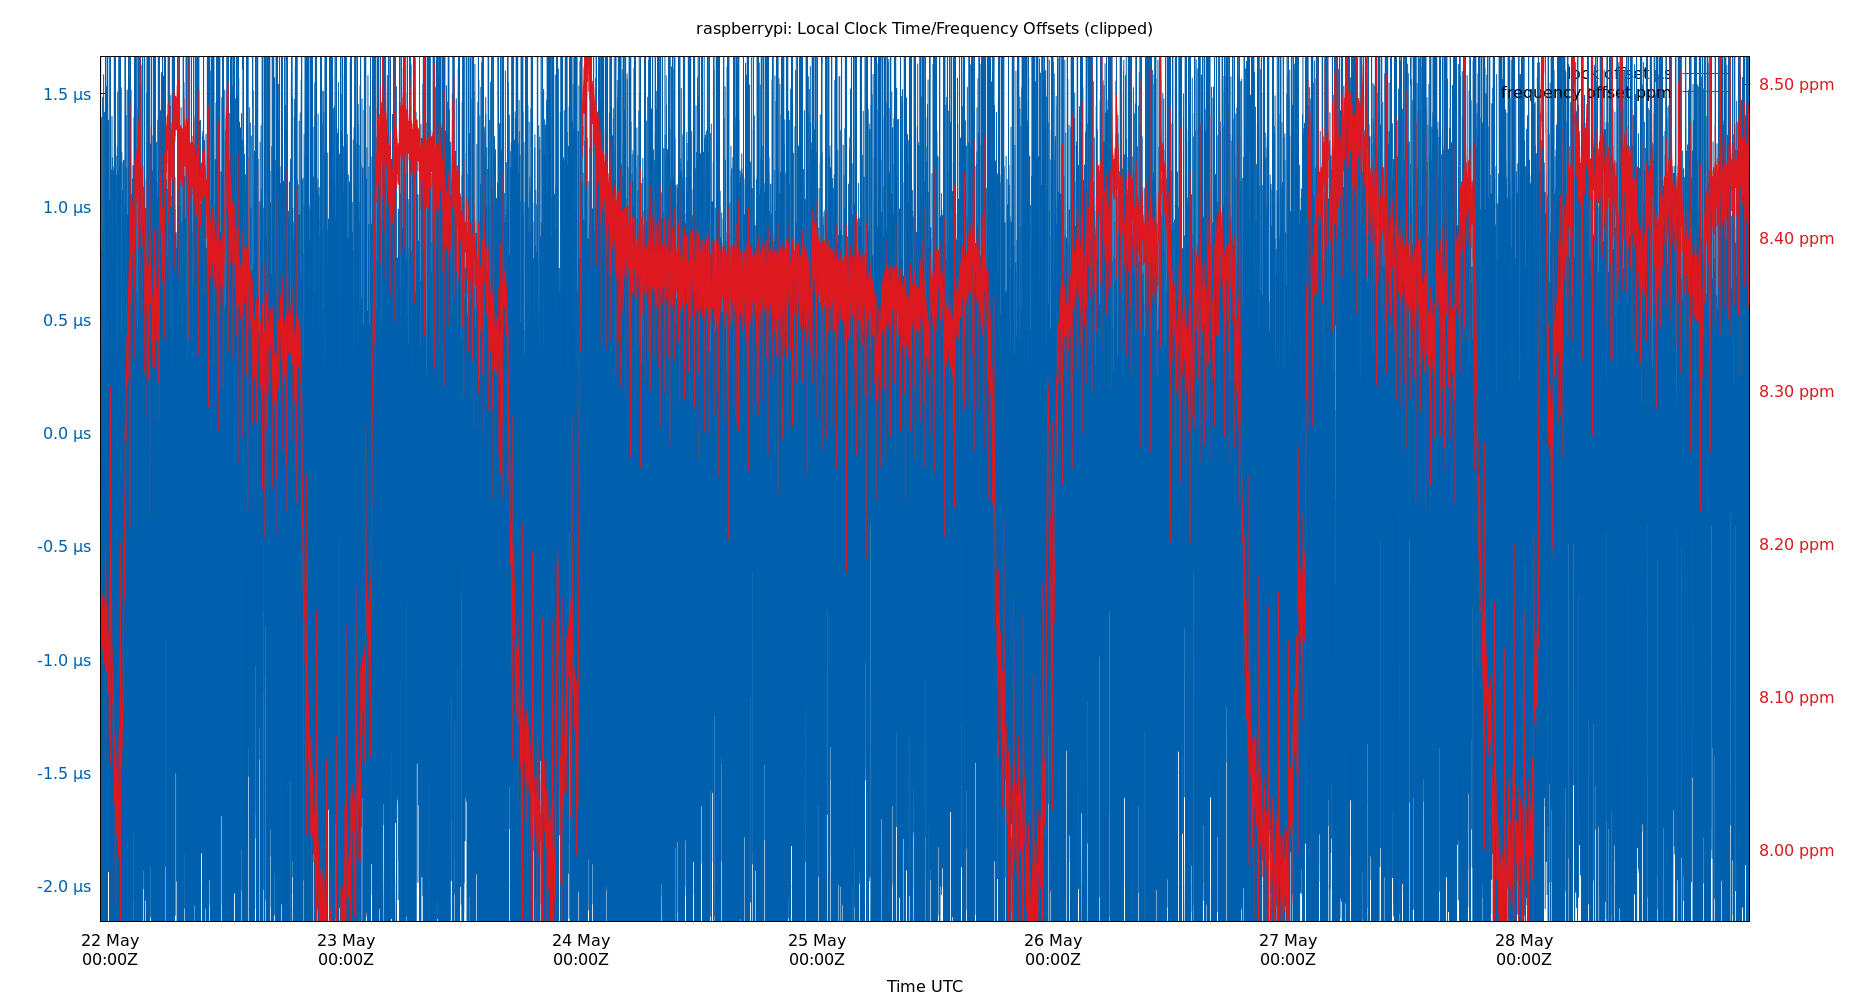 raspberrypi: Local Clock Time/Frequency Offsets (clipped)
clock offset µs
frequency offset ppm
1.5 µs
1.0 µs
0.5 µs
0.0 µs
-0.5 µs
-1.0 µs
-1.5 µs
-2.0 µs
8.50 ppm
8.40 ppm
8.30 ppm
8.20 ppm
8.10 ppm
8.00 ppm
22 May 23 May 24 May 25 May 26 May 27 May 28 May
00:00Z 00:00Z 00:00Z 00:00Z 00:00Z 00:00Z 00:00Z
Time UTC